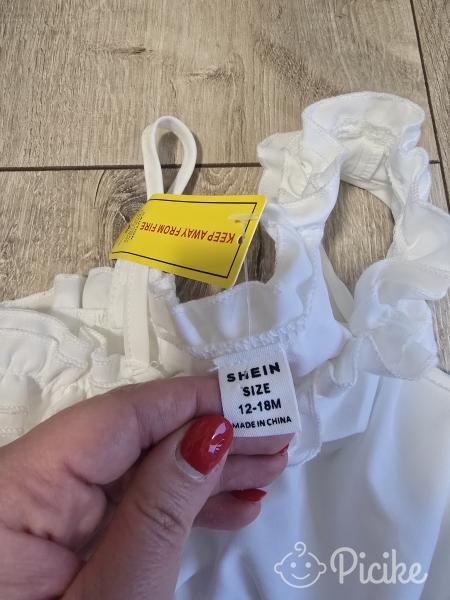 KEEP AWAY FROM FIRE
SHEIN
SIZE
12-18M
MADE IN CHINA
Picike